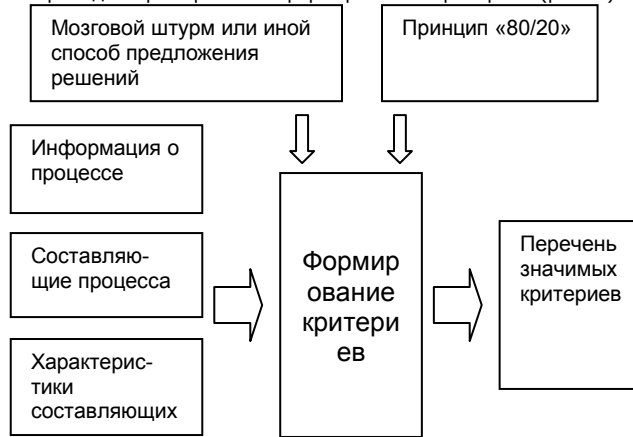 Мозговой штурм или иной
способ предложения
решений
Принцип «80/20»
Информация о
процессе
Составляю-
щие процесса
Характерис-
тики
составляющих
Формир
ование
критери
ев
Перечень
значимых
критериев